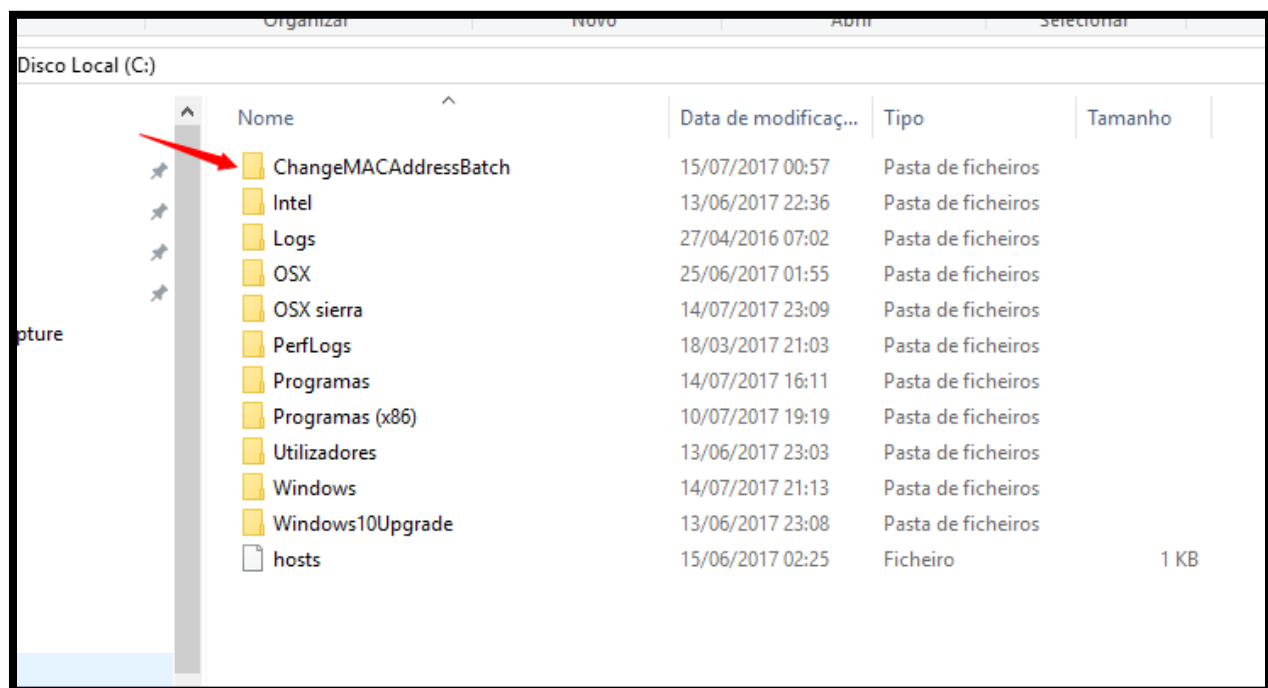 Organizar Novo Abrir Selecionar
Disco Local (C:)
Nome Data de modificaç... Tipo Tamanho
ChangeMACAddressBatch 15/07/2017 00:57 Pasta de ficheiros
Intel 13/06/2017 22:36 Pasta de ficheiros
Logs 27/04/2016 07:02 Pasta de ficheiros
OSX 25/06/2017 01:55 Pasta de ficheiros
OSX sierra 14/07/2017 23:09 Pasta de ficheiros
pture PerfLogs 18/03/2017 21:03 Pasta de ficheiros
Programas 14/07/2017 16:11 Pasta de ficheiros
Programas (x86) 10/07/2017 19:19 Pasta de ficheiros
Utilizadores 13/06/2017 23:03 Pasta de ficheiros
Windows 14/07/2017 21:13 Pasta de ficheiros
Windows10Upgrade 13/06/2017 23:08 Pasta de ficheiros
hosts 15/06/2017 02:25 Ficheiro 1 KB